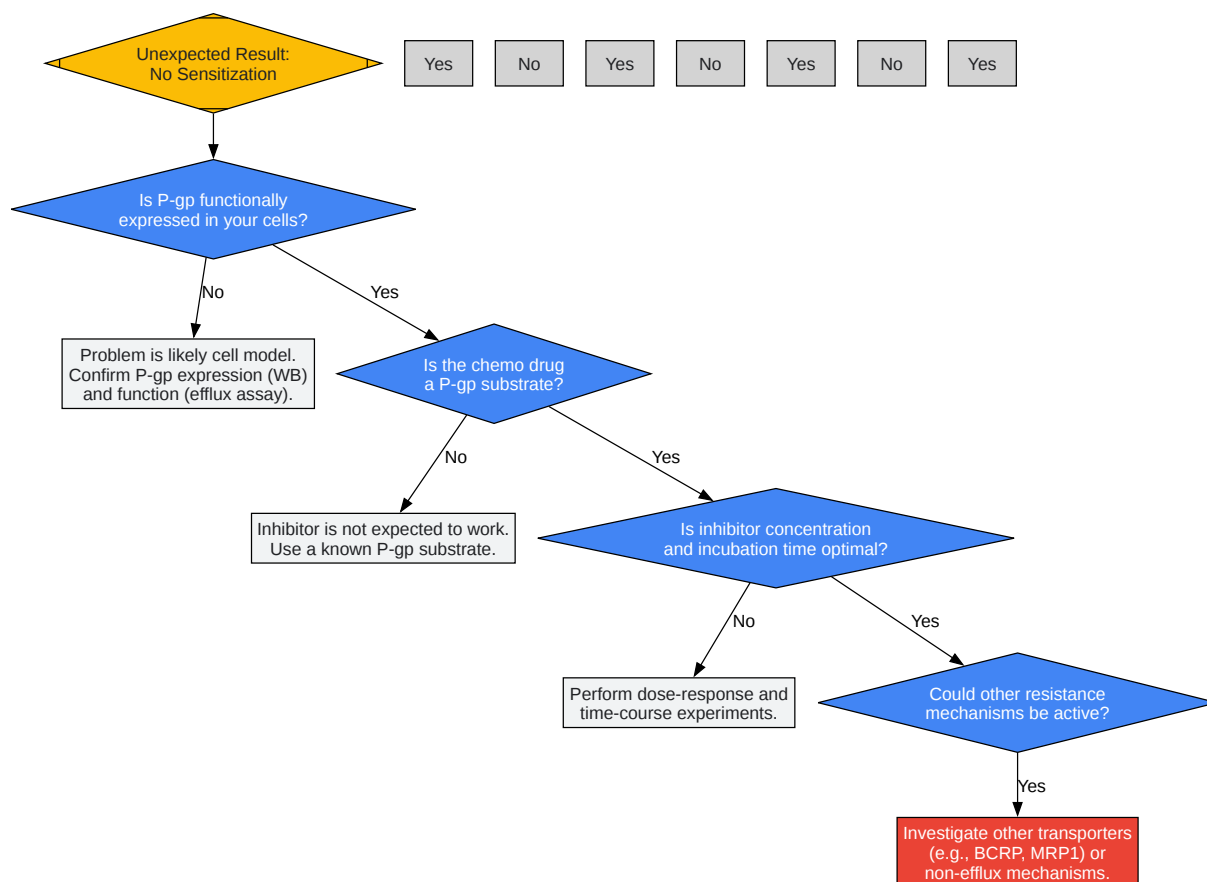 Unexpected Result:
No Sensitization
Yes
No
Yes
No
Yes
No
Yes
Is P-gp functionally
expressed in your cells?
No
Yes
Problem is likely cell model.
Confirm P-gp expression (WB)
and function (efflux assay).
Is the chemo drug
a P-gp substrate?
No
Yes
Inhibitor is not expected to work.
Use a known P-gp substrate.
Is inhibitor concentration
and incubation time optimal?
No
Yes
Perform dose-response and
time-course experiments.
Could other resistance
mechanisms be active?
Yes
Investigate other transporters
(e.g., BCRP, MRP1) or
non-efflux mechanisms.